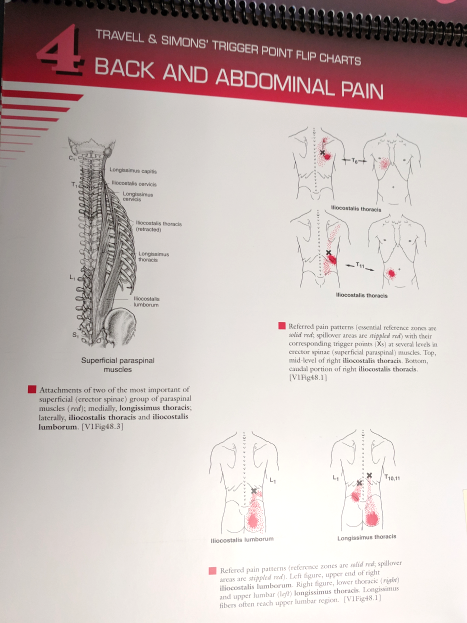 4
TRAVELL & SIMONS' TRIGGER POINT FLIP CHARTS
BACK AND ABDOMINAL PAIN
Longissimus capitis
Iliocostalis cervicis
Longissimus
cervicis
Iliocostalis thoracis
(retracted)
Longissimus
thoracis
Iliocostalis
lumborum
T1
L1
S1
Superficial paraspinal
muscles
Attachments of two of the most important of
superficial (erector spinae) group of paraspinal
muscles (red); medially, longissimus thoracis;
laterally, iliocostalis thoracis and iliocostalis
lumborum. [V1Fig48.3]
T6
Iliocostalis thoracis
T11
Iliocostalis thoracis
Referred pain patterns (essential reference zones are
solid red; spillover areas are stippled red) with their
corresponding trigger points (Xs) at several levels in
erector spinae (superficial paraspinal) muscles. Top,
mid-level of right iliocostalis thoracis. Bottom,
caudal portion of right iliocostalis thoracis.
[V1Fig48.1]
L1
Iliocostalis lumborum
L1
T10,11
Longissimus thoracis
Refered pain patterns (reference zones are solid red, spillover
areas are stippled red). Left figure, upper end of right
iliocostalis lumborum. Right figure, lower thoracic (right)
and upper lumbar (left) longissimus thoracis. Longissimus
fibers often reach upper lumbar region. [V1Fig48.1]